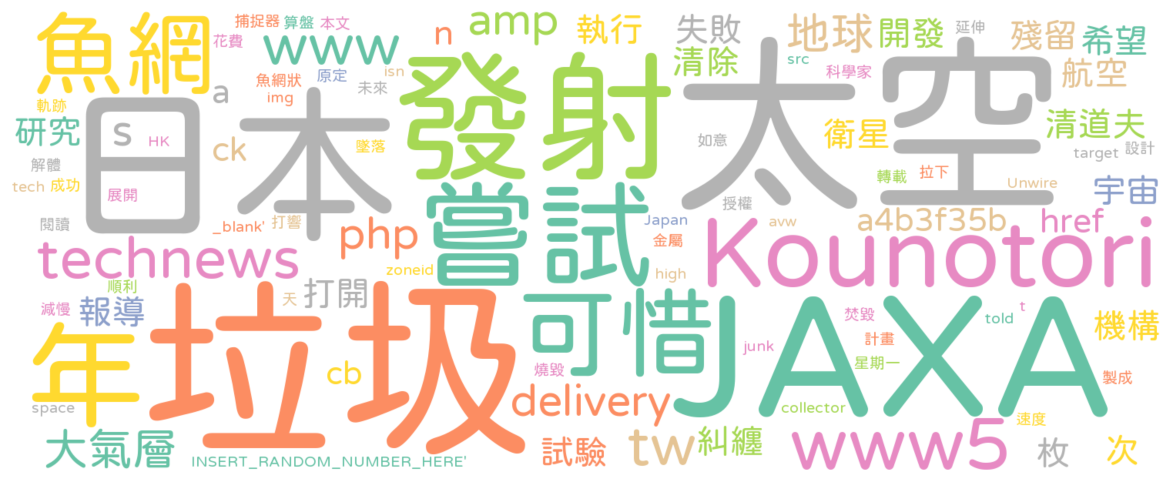 魚網
捕捉器
算盤
本文
花費
www
n
amp
執行
失敗
地球
開發
延伸
殘留
希望
魚網狀
原定
isn
img
未來
清除
src
科學家
航空
軌跡
a
日本
發射
太空
研究
s
HK
墜落
ck
如意
衛星
清道夫
target
設計
解體
tech
成功
展開
轉載
拉下
Unwire
宇宙
閱讀
_blank'
打響
授權
嘗試
Japan
avw
a4b3f35b
href
technews
php
金屬
Kounotori
zoneid
high
順利
天
打開
減慢
報導
年
垃圾
可惜
JAXA
焚毀
told
t
機構
計畫
junk
星期一
燒毀
cb
製成
space
delivery
collector
速度
大氣層
INSERT_RANDOM_NUMBER_HERE'
試驗
tw
糾纏
www5
枚
次